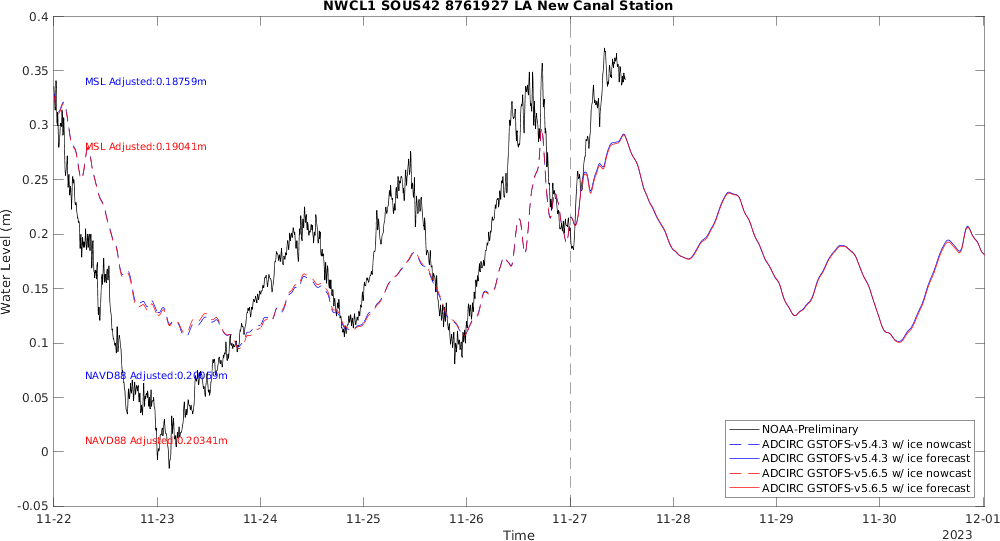 NWCL1 SOUS42 8761927 LA New Canal Station
0.4
0.35
0.3
0.25
0.2
0.15
0.1
0.05
0
-0.05
Water Level (m)
MSL Adjusted:0.18759m
MSL Adjusted:0.19041m
NAVD88 Adjusted:0.20069m
NAVD88 Adjusted:0.20341m
NOAA-Preliminary
ADCIRC GSTOFS-v5.4.3 w/ ice nowcast
ADCIRC GSTOFS-v5.4.3 w/ ice forecast
ADCIRC GSTOFS-v5.6.5 w/ ice nowcast
ADCIRC GSTOFS-v5.6.5 w/ ice forecast
11-22 11-23 11-24 11-25 11-26 11-27 11-28 11-29 11-30 12-01
Time
2023